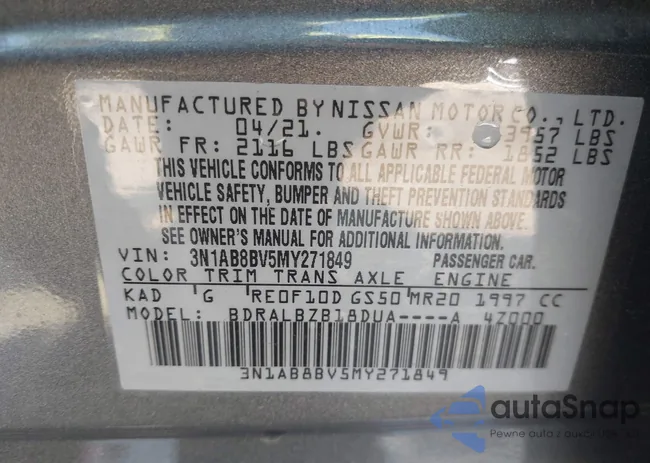 MANUFACTURED BY NISSAN MOTOR CO., LTD.
DATE: 04/21. GVWR: 3957 LBS
GAWR FR: 2116 LBS GAWR RR: 1852 LBS
THIS VEHICLE CONFORMS TO ALL APPLICABLE FEDERAL MOTOR
VEHICLE SAFETY, BUMPER AND THEFT PREVENTION STANDARDS
IN EFFECT ON THE DATE OF MANUFACTURE SHOWN ABOVE.
SEE OWNER'S MANUAL FOR ADDITIONAL INFORMATION.
VIN: 3N1AB8BV5MY271849 PASSENGER CAR.
COLOR TRIM TRANS AXLE ENGINE
KAD G RE0F10D GS50 MR20 1997 CC
MODEL: BDRALBZB18DUA----A 4Z000
3N1AB8BV5MY271849
autaSnap
Pewne auta z aukcji